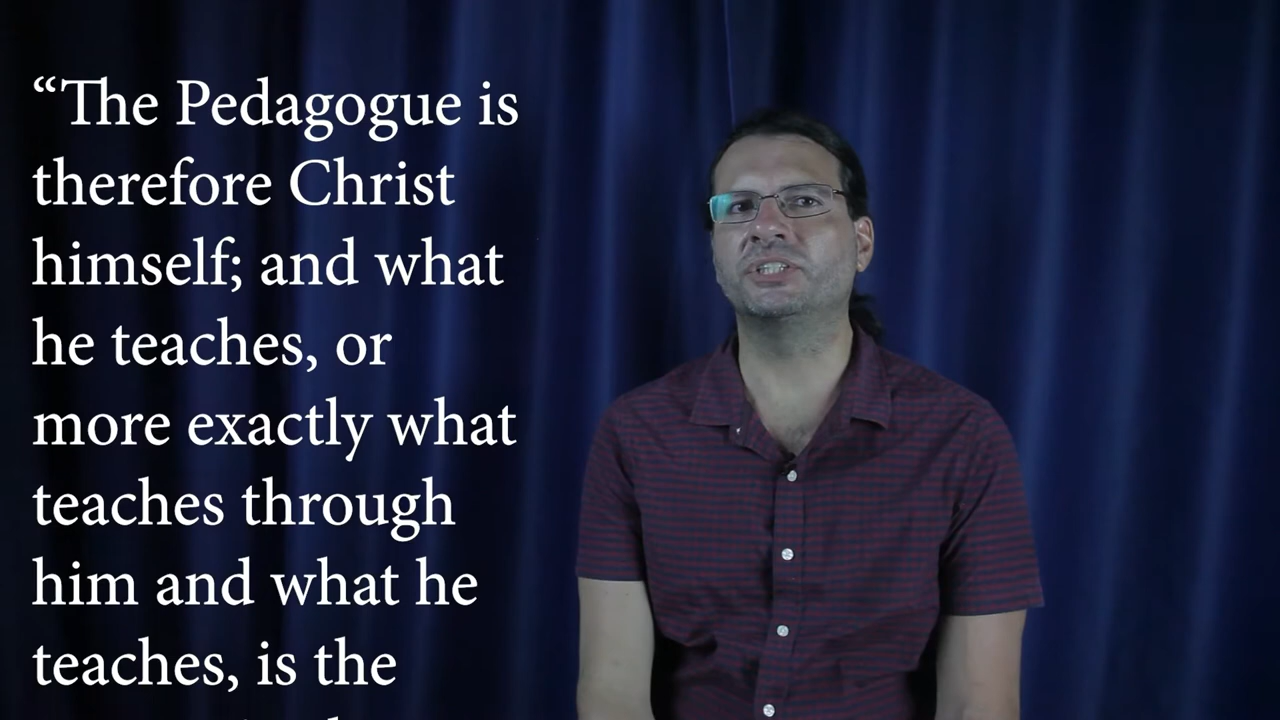 “The Pedagogue is
therefore Christ
himself; and what
he teaches, or
more exactly what
teaches through
him and what he
teaches, is the